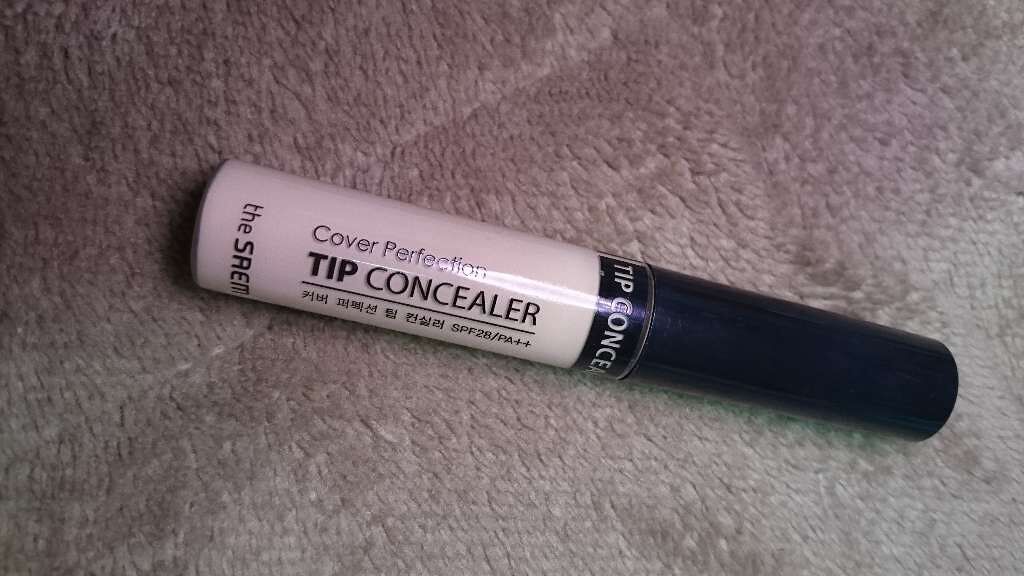 the SAEM
Cover Perfection
TIP CONCEALER
커버 퍼펙션 팁 컨실러 SPF28/PA++
TIP CONCEA